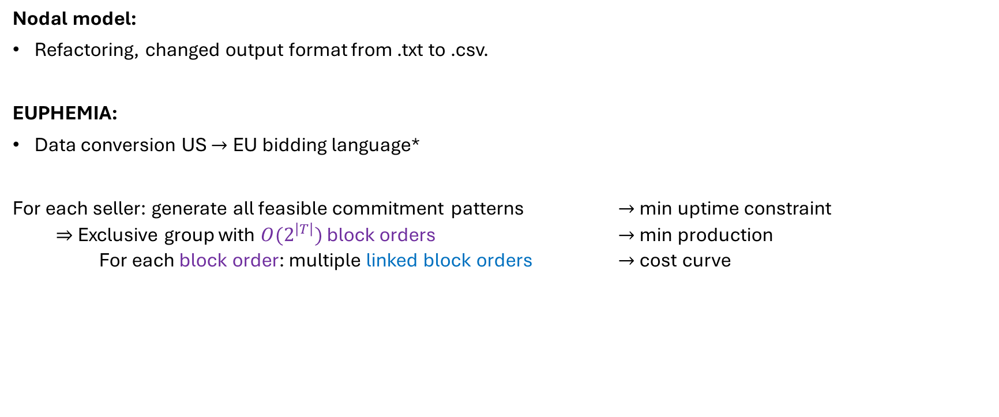 Nodal model:
• Refactoring, changed output format from .txt to .csv.
EUPHEMIA:
• Data conversion US → EU bidding language*
For each seller: generate all feasible commitment patterns → min uptime constraint
⇒ Exclusive group with O(2^|T|) block orders → min production
For each block order: multiple linked block orders → cost curve